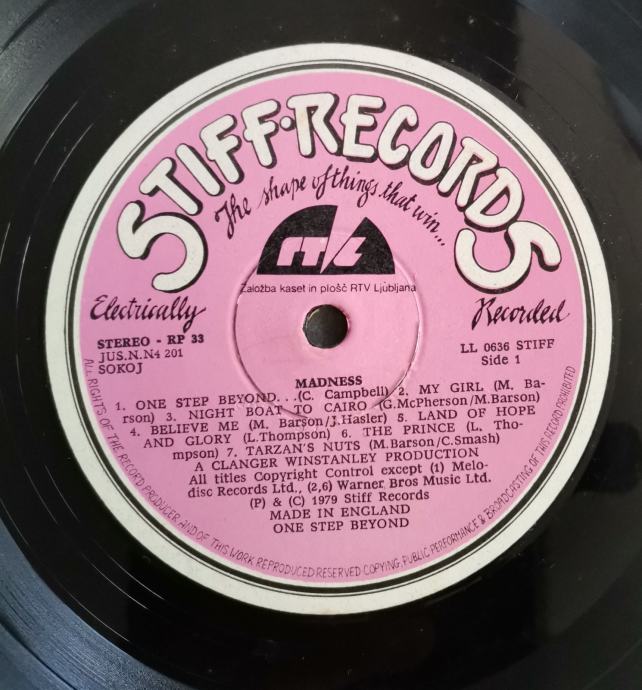 STIFF·RECORDS
The shape of things that win...
RTL
Založba kaset in plošč RTV Ljubljana
Electrically
Recorded
STEREO - RP 33
JUS.N.N4 201
SOKOJ
LL 0636 STIFF
Side 1
MADNESS
1. ONE STEP BEYOND. . .(C. Campbell) 2. MY GIRL (M. Ba-
rson) 3. NIGHT BOAT TO CAIRO (G.McPherson/M.Barson)
4. BELIEVE ME (M. Barson/J.Hasler) 5. LAND OF HOPE
AND GLORY (L.Thompson) 6. THE PRINCE (L. Tho-
mpson) 7. TARZAN'S NUTS (M.Barson/C.Smash)
A CLANGER WINSTANLEY PRODUCTION
All titles Copyright Control except (1) Melo-
disc Records Ltd., (2,6) Warner Bros Music Ltd.
(P) & (C) 1979 Stiff Records
MADE IN ENGLAND
ONE STEP BEYOND
ALL RIGHTS OF THE RECORD PRODUCER AND OF THIS WORK REPRODUCED RESERVED COPYING, PUBLIC PERFORMANCE & BROADCASTING OF THIS RECORD PROHIBITED